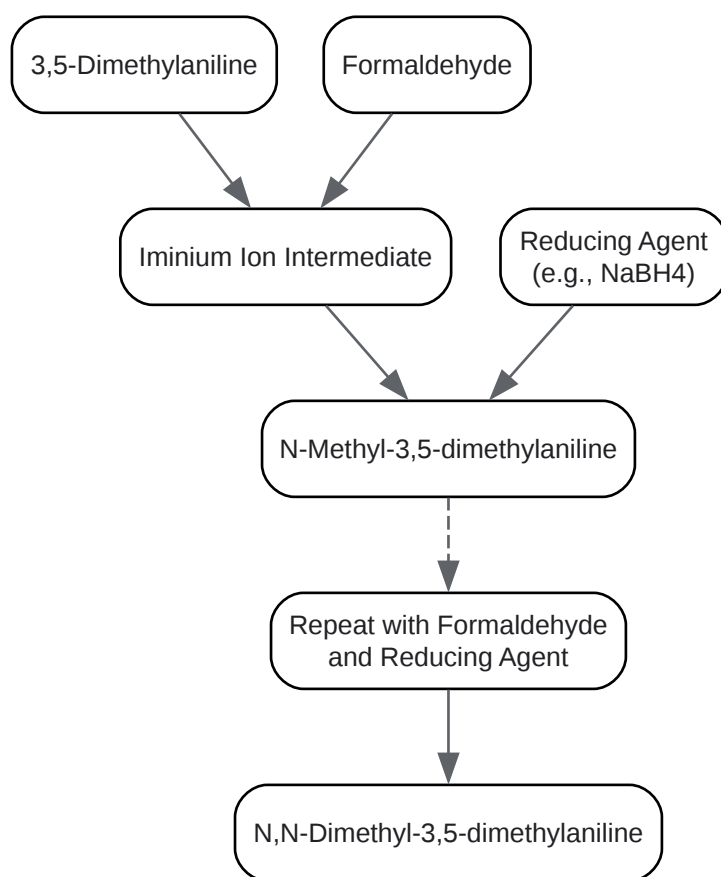 3,5-Dimethylaniline
Formaldehyde
Iminium Ion Intermediate
Reducing Agent
(e.g., NaBH4)
N-Methyl-3,5-dimethylaniline
Repeat with Formaldehyde
and Reducing Agent
N,N-Dimethyl-3,5-dimethylaniline